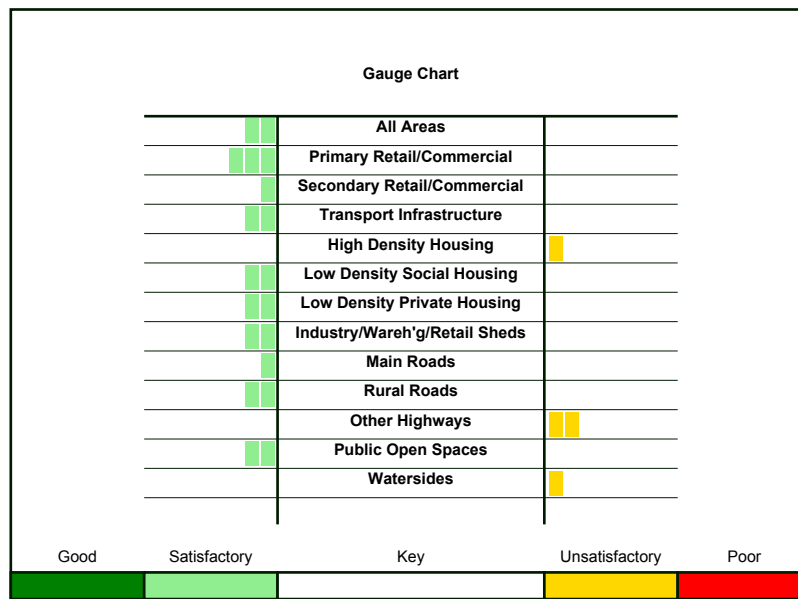 Gauge Chart
All Areas
Primary Retail/Commercial
Secondary Retail/Commercial
Transport Infrastructure
High Density Housing
Low Density Social Housing
Low Density Private Housing
Industry/Wareh'g/Retail Sheds
Main Roads
Rural Roads
Other Highways
Public Open Spaces
Watersides
Good Satisfactory Key Unsatisfactory Poor